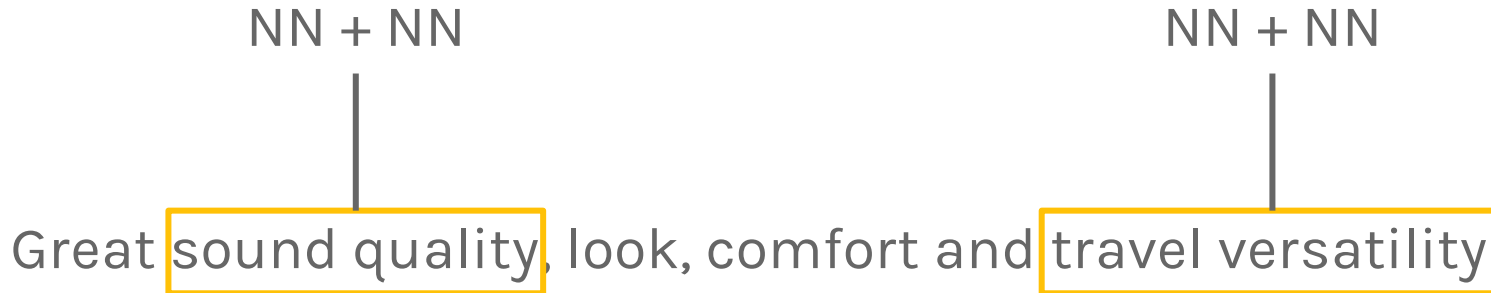 NN + NN NN + NN
Great sound quality, look, comfort and travel versatility